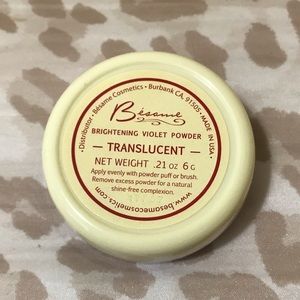 Distributor • Bésame Cosmetics • Burbank CA, 91505 • MADE IN USA •
Bésame
BRIGHTENING VIOLET POWDER
TRANSLUCENT
NET WEIGHT .21 oz 6 G
Apply evenly with powder puff or brush.
Remove excess powder for a natural
shine-free complexion.
www.besamecosmetics.com